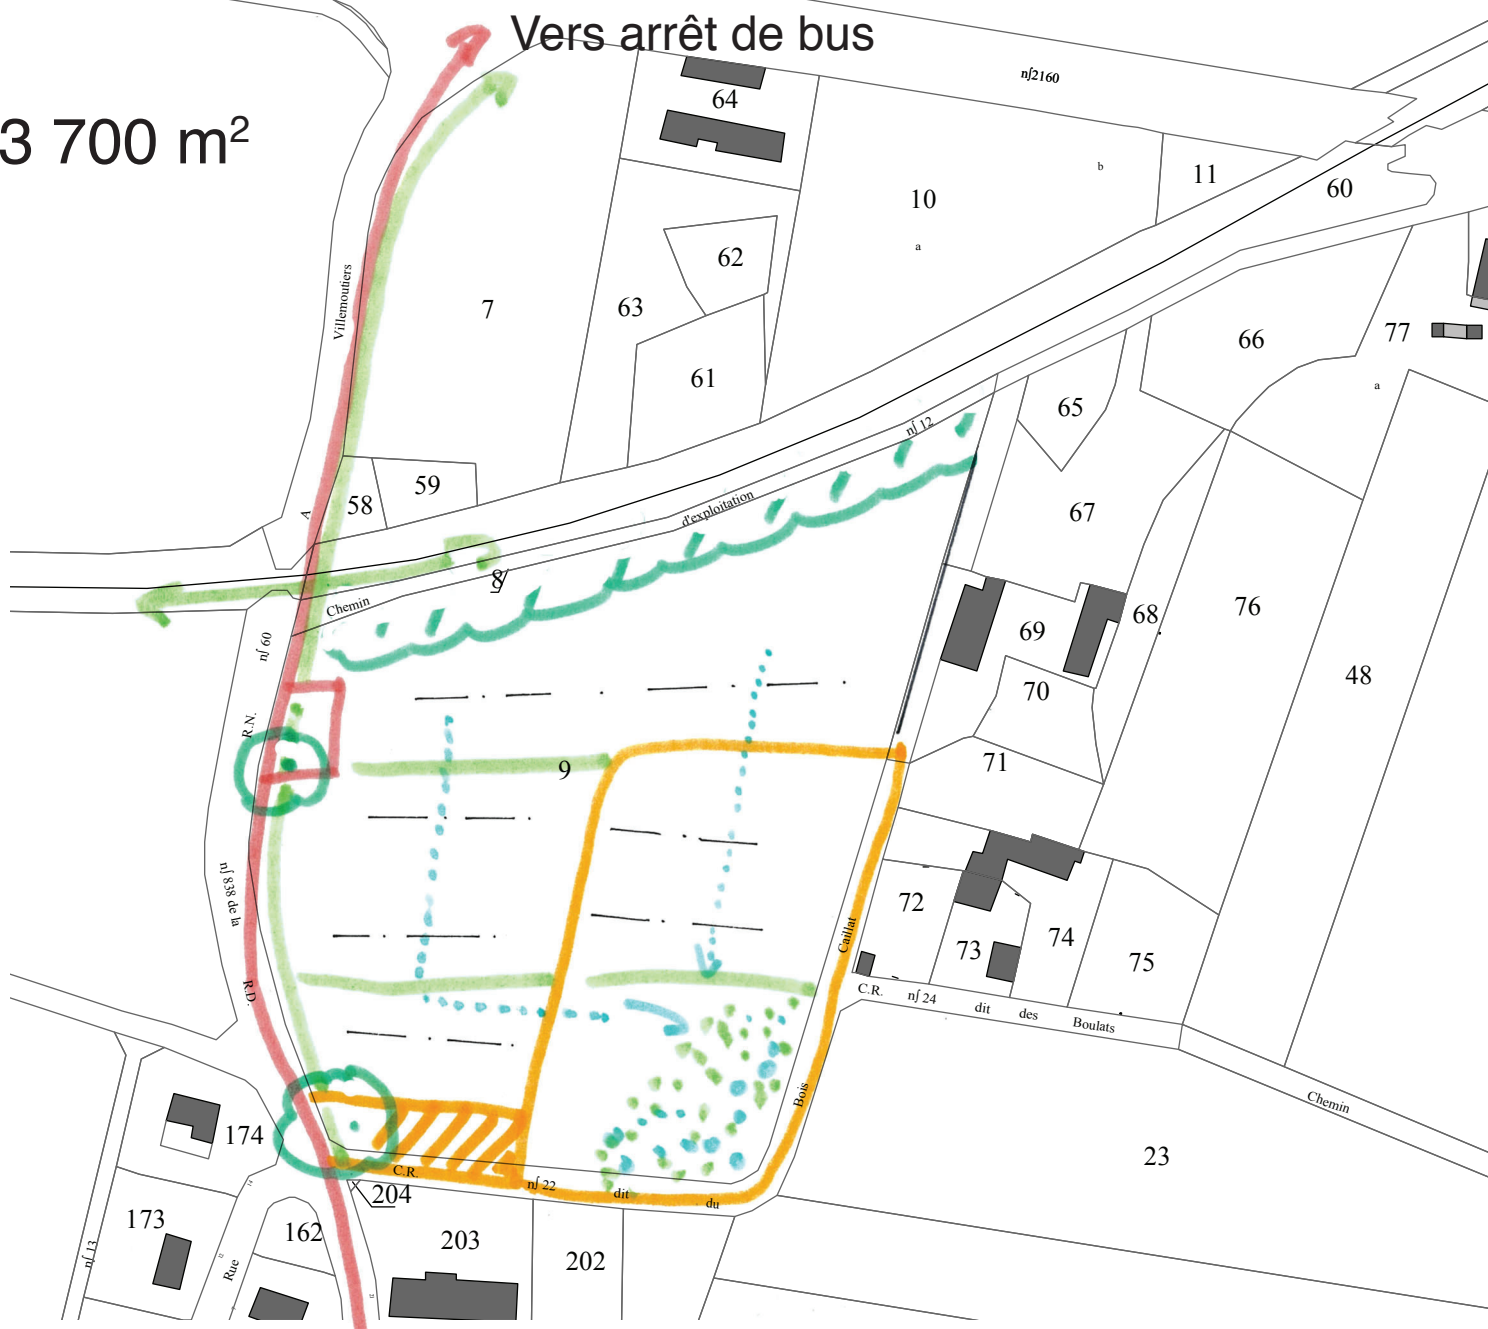 Vers arrêt de bus
3 700 m²
n∫2160
64
10
b
11
60
a
62
63
7
61
66
77
a
65
Villemoutiers
n∫ 12
58
59
A
d'exploitation
67
8
Chemin
n∫ 60
69
68
76
48
70
R.N.
71
9
n∫ 838 de la
72
Caillat
73
74
75
R.D.
C.R.
n∫ 24
dit
des
Boulats
Bois
Chemin
174
23
C.R.
n∫ 22
dit
du
204
173
162
203
202
n∫ 13
Rue